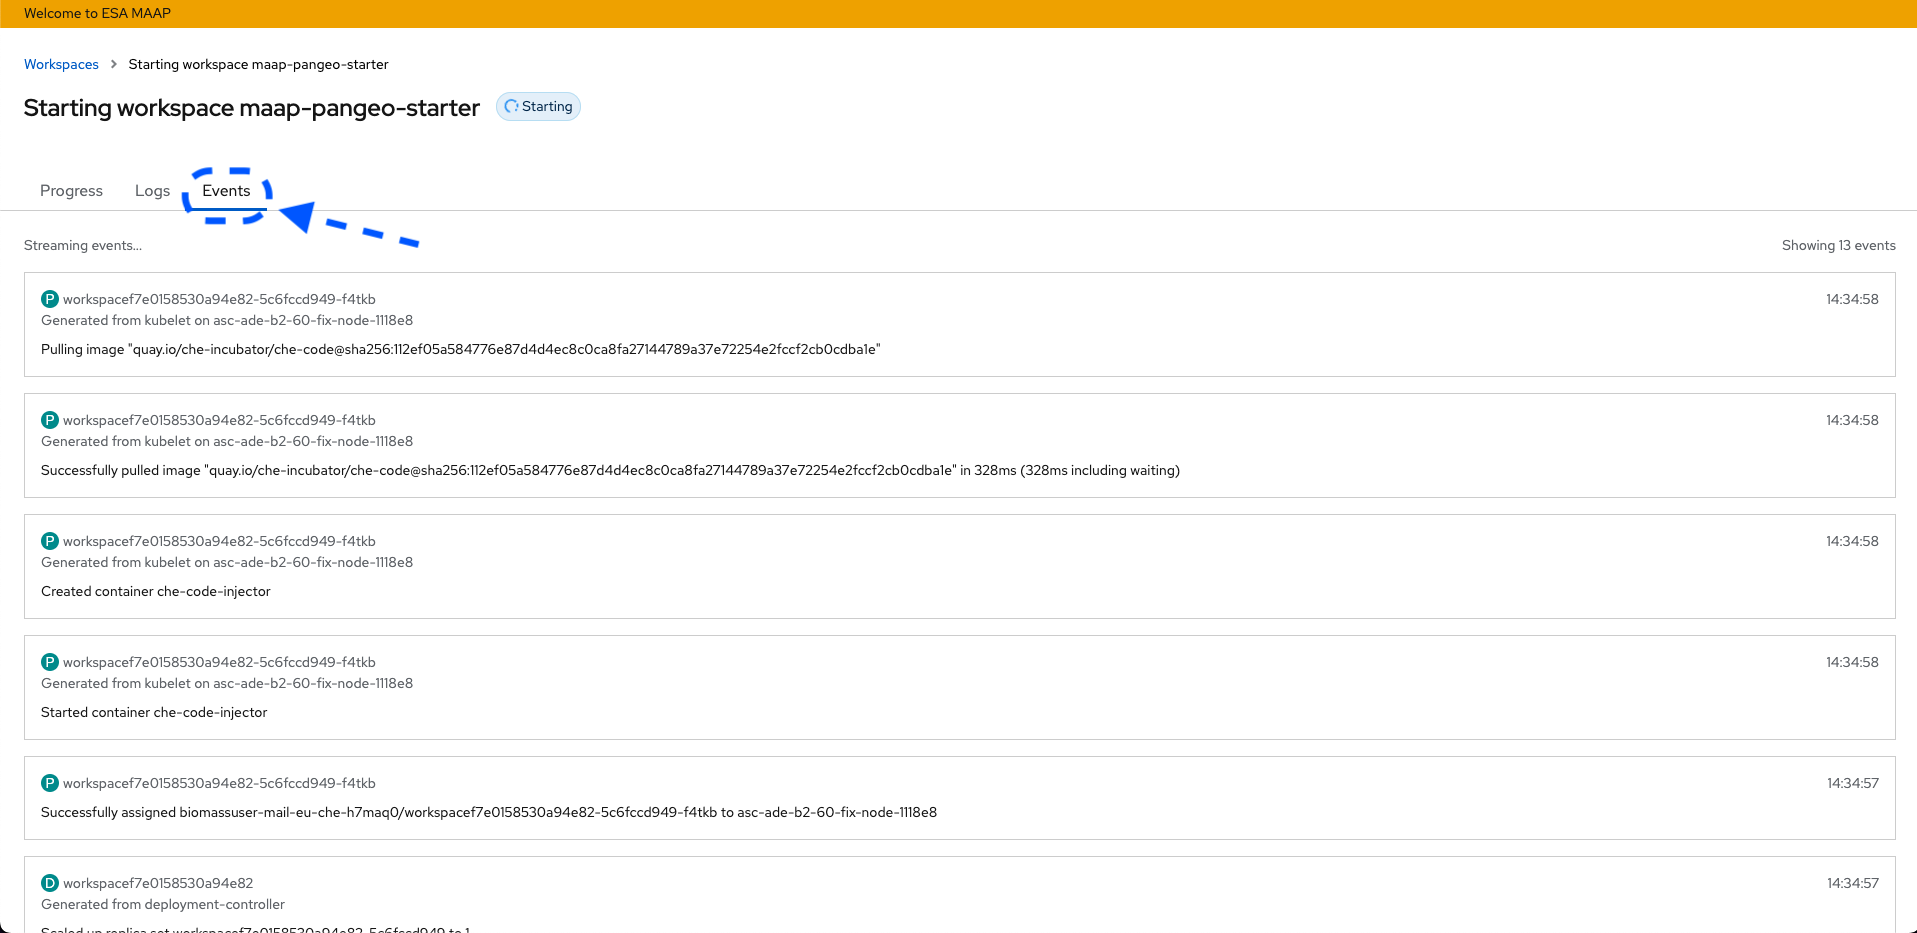 Welcome to ESA MAAP
Workspaces > Starting workspace maap-pangeo-starter
Starting workspace maap-pangeo-starter Starting
Progress Logs Events
Streaming events... Showing 13 events
P workspacef7e0158530a94e82-5c6fccd949-f4tkb 14:34:58
Generated from kubelet on asc-ade-b2-60-fix-node-1118e8
Pulling image "quay.io/che-incubator/che-code@sha256:112ef05a584776e87d4d4ec8c0ca8fa27144789a37e72254e2fccf2cb0cdba1e"
P workspacef7e0158530a94e82-5c6fccd949-f4tkb 14:34:58
Generated from kubelet on asc-ade-b2-60-fix-node-1118e8
Successfully pulled image "quay.io/che-incubator/che-code@sha256:112ef05a584776e87d4d4ec8c0ca8fa27144789a37e72254e2fccf2cb0cdba1e" in 328ms (328ms including waiting)
P workspacef7e0158530a94e82-5c6fccd949-f4tkb 14:34:58
Generated from kubelet on asc-ade-b2-60-fix-node-1118e8
Created container che-code-injector
P workspacef7e0158530a94e82-5c6fccd949-f4tkb 14:34:58
Generated from kubelet on asc-ade-b2-60-fix-node-1118e8
Started container che-code-injector
P workspacef7e0158530a94e82-5c6fccd949-f4tkb 14:34:57
Successfully assigned biomassuser-mail-eu-che-h7maq0/workspacef7e0158530a94e82-5c6fccd949-f4tkb to asc-ade-b2-60-fix-node-1118e8
D workspacef7e0158530a94e82 14:34:57
Generated from deployment-controller
Scaled up replica set workspacef7e0158530a94e82-5c6fccd949 to 1